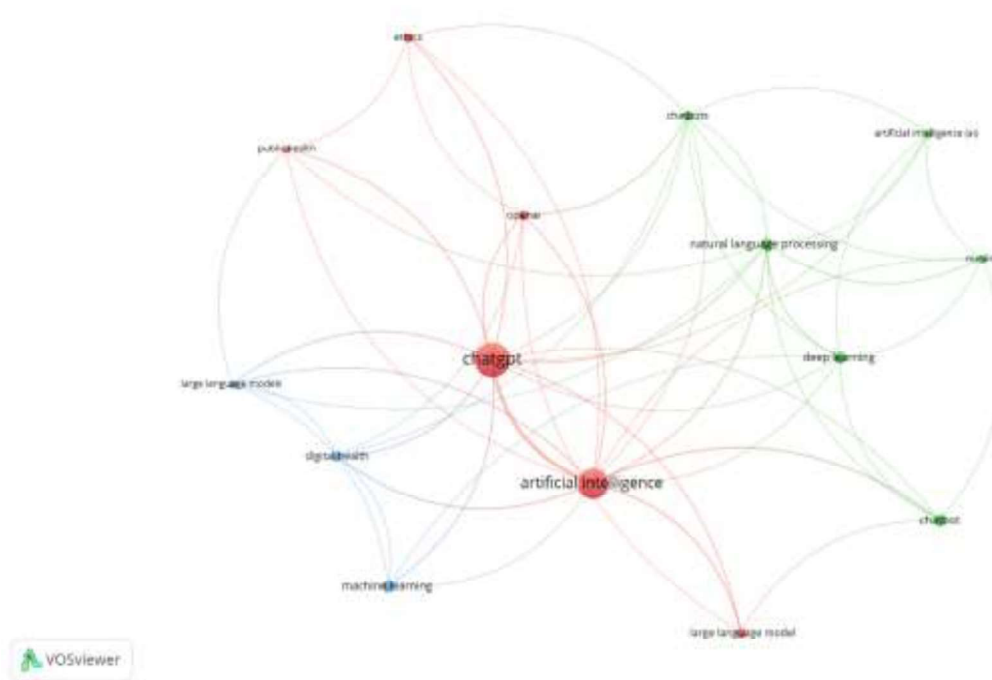 ethics
chatbots
artificial intelligence (ai)
public health
openai
natural language processing
chatgpt
deep learning
large language models
digital health
artificial intelligence
chatbot
machine learning
large language model
VOSviewer